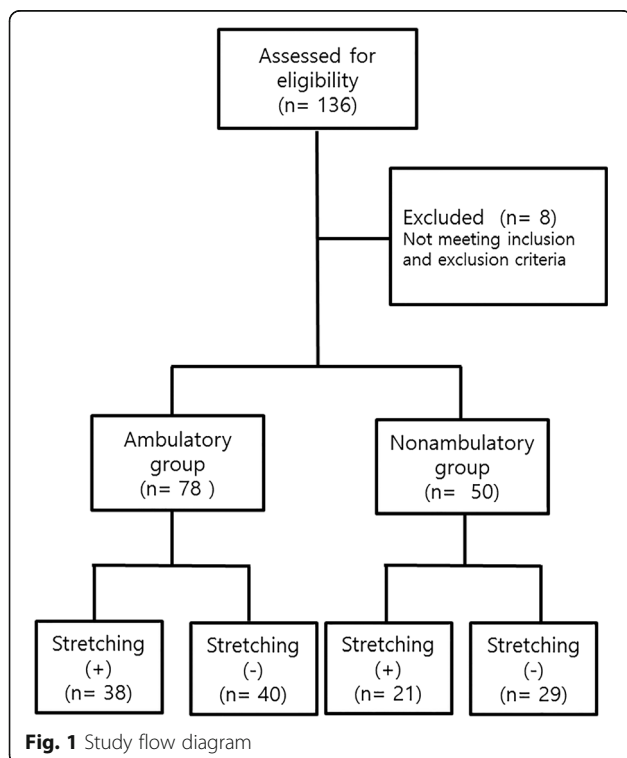 Assessed for
eligibility
(n= 136)
Excluded (n= 8)
Not meeting inclusion
and exclusion criteria
Ambulatory
group
(n= 78 )
Nonambulatory
group
(n= 50)
Stretching
(+)
(n= 38)
Stretching
(-)
(n= 40)
Stretching
(+)
(n= 21)
Stretching
(-)
(n= 29)
Fig. 1 Study flow diagram